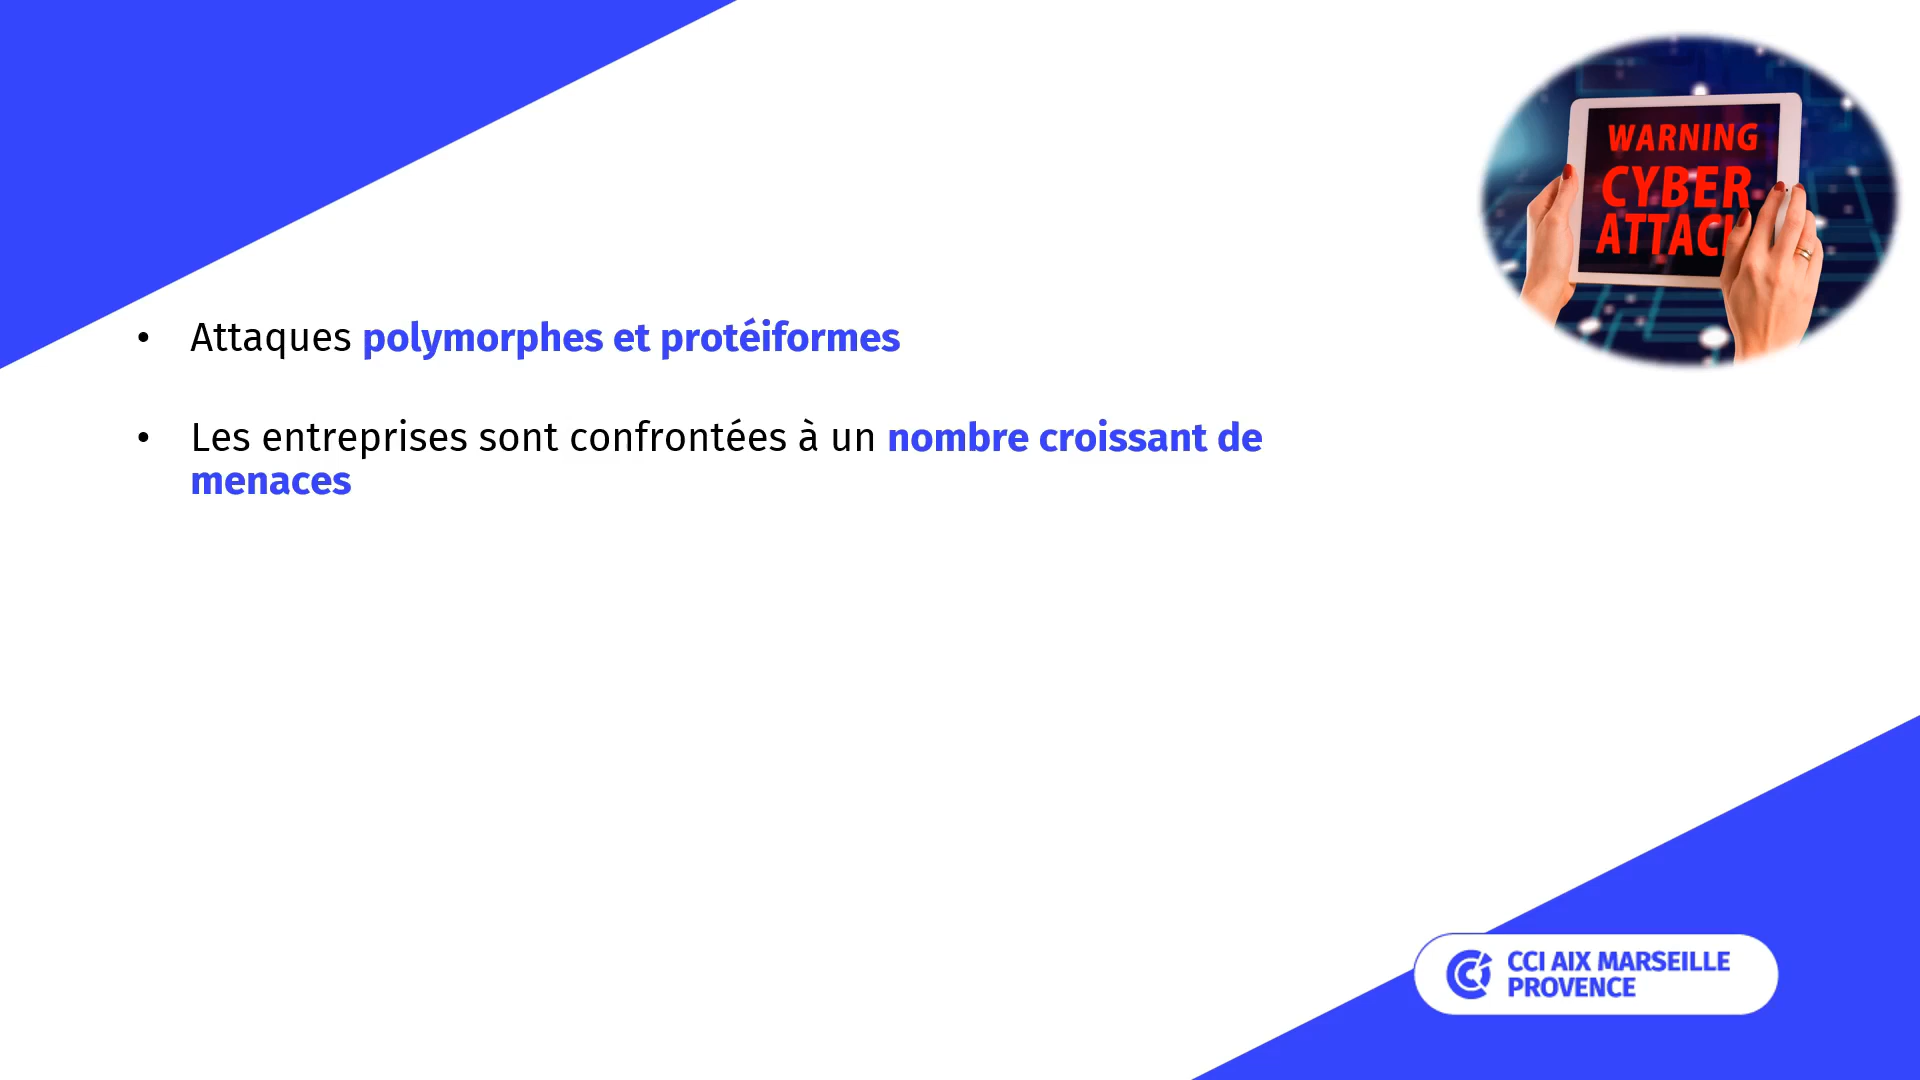 WARNING
CYBER
ATTAC
• Attaques polymorphes et protéiformes
• Les entreprises sont confrontées à un nombre croissant de
menaces
CCI AIX MARSEILLE
PROVENCE